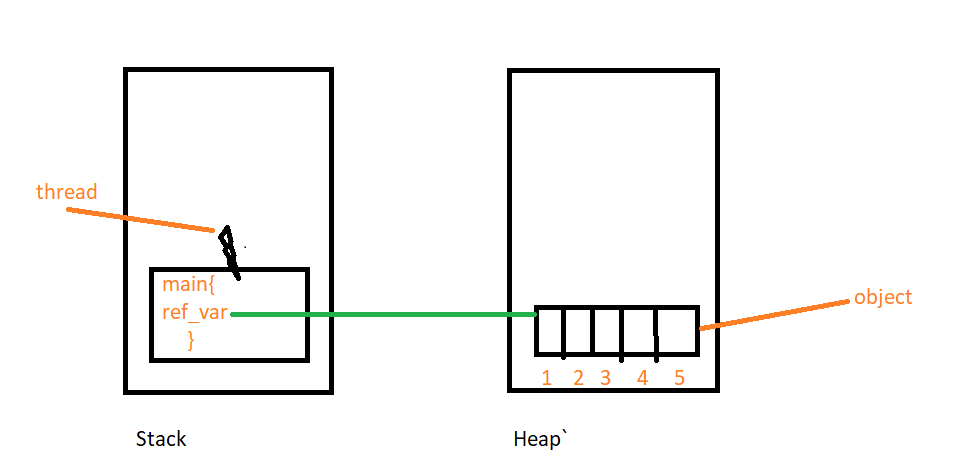 thread
main{
ref_var
}
object
1 2 3 4 5
Stack
Heap`